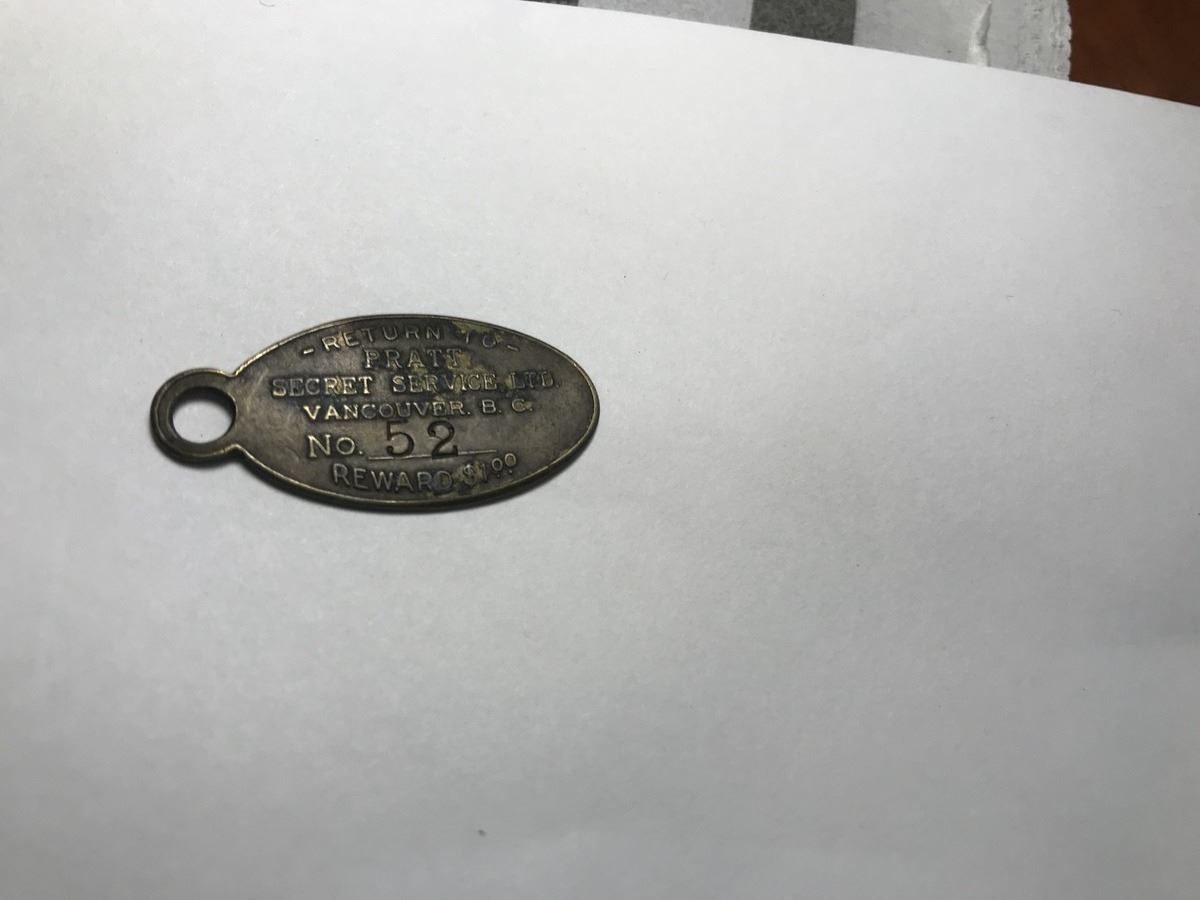 - RETURN TO -
PRATT
SECRET SERVICE LTD.
VANCOUVER. B. C.
No. 52
REWARD $1.00